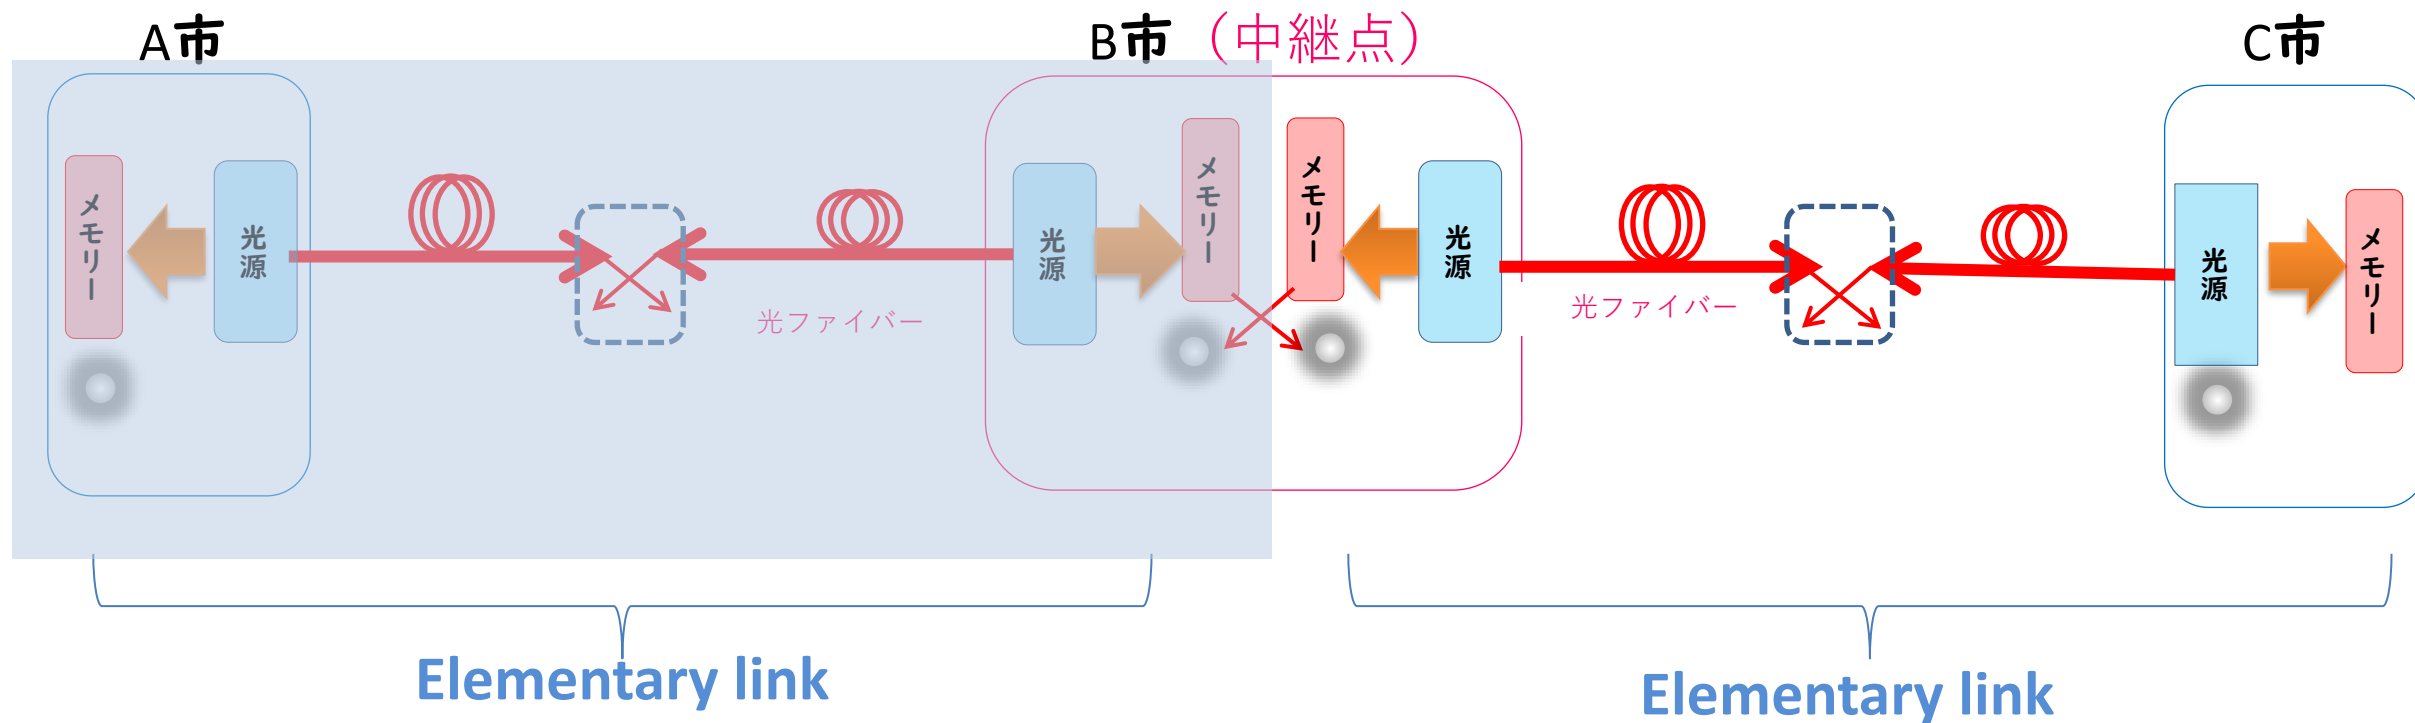 A市
B市（中継点）
C市
メモリー
光源
光ファイバー
光源
メモリー
メモリー
光源
光ファイバー
光源
メモリー
Elementary link
Elementary link